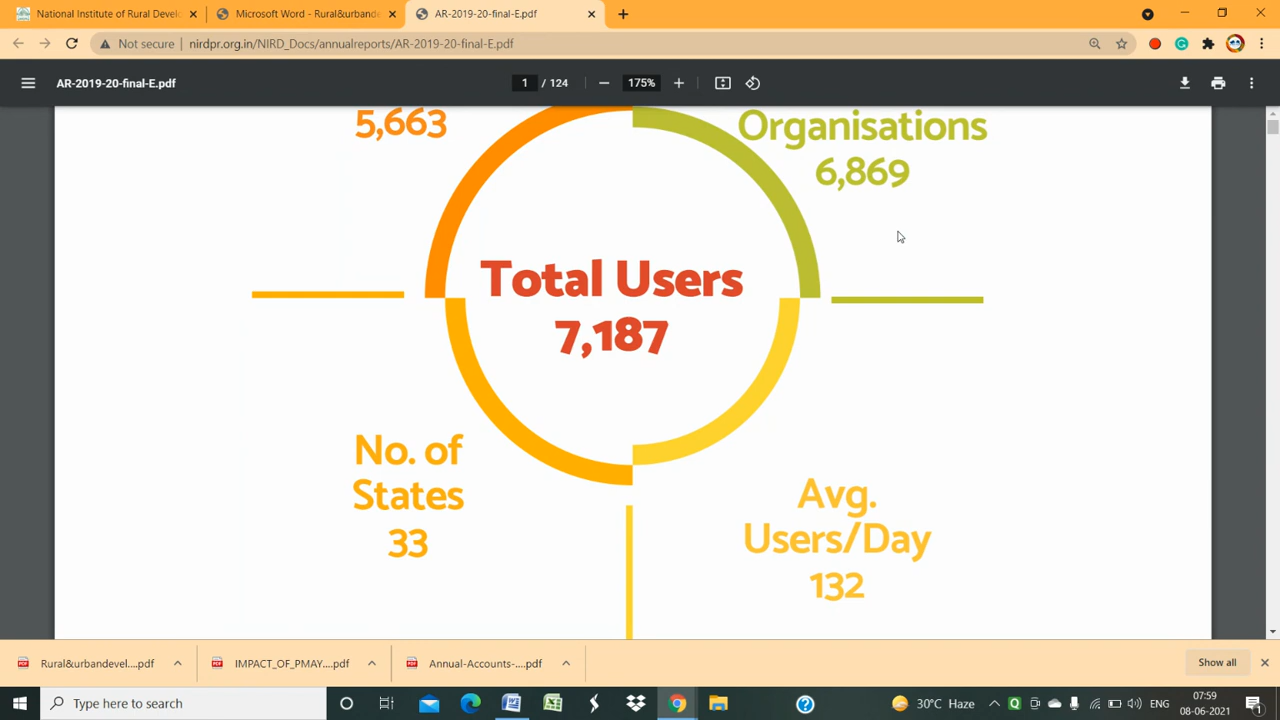 National Institute of Rural Develo
Microsoft Word - Rural&urbande
AR-2019-20-final-E.pdf
Not secure
nirdpr.org.in/NIRD_Docs/annualreports/AR-2019-20-final-E.pdf
AR-2019-20-final-E.pdf
1 / 124
175%
5,663
Organisations
6,869
Total Users
7,187
No. of
States
33
Avg.
Users/Day
132
Rural&urbandevel....pdf
IMPACT_OF_PMAY....pdf
Annual-Accounts-....pdf
Show all
Type here to search
30°C Haze
ENG
07:59
08-06-2021